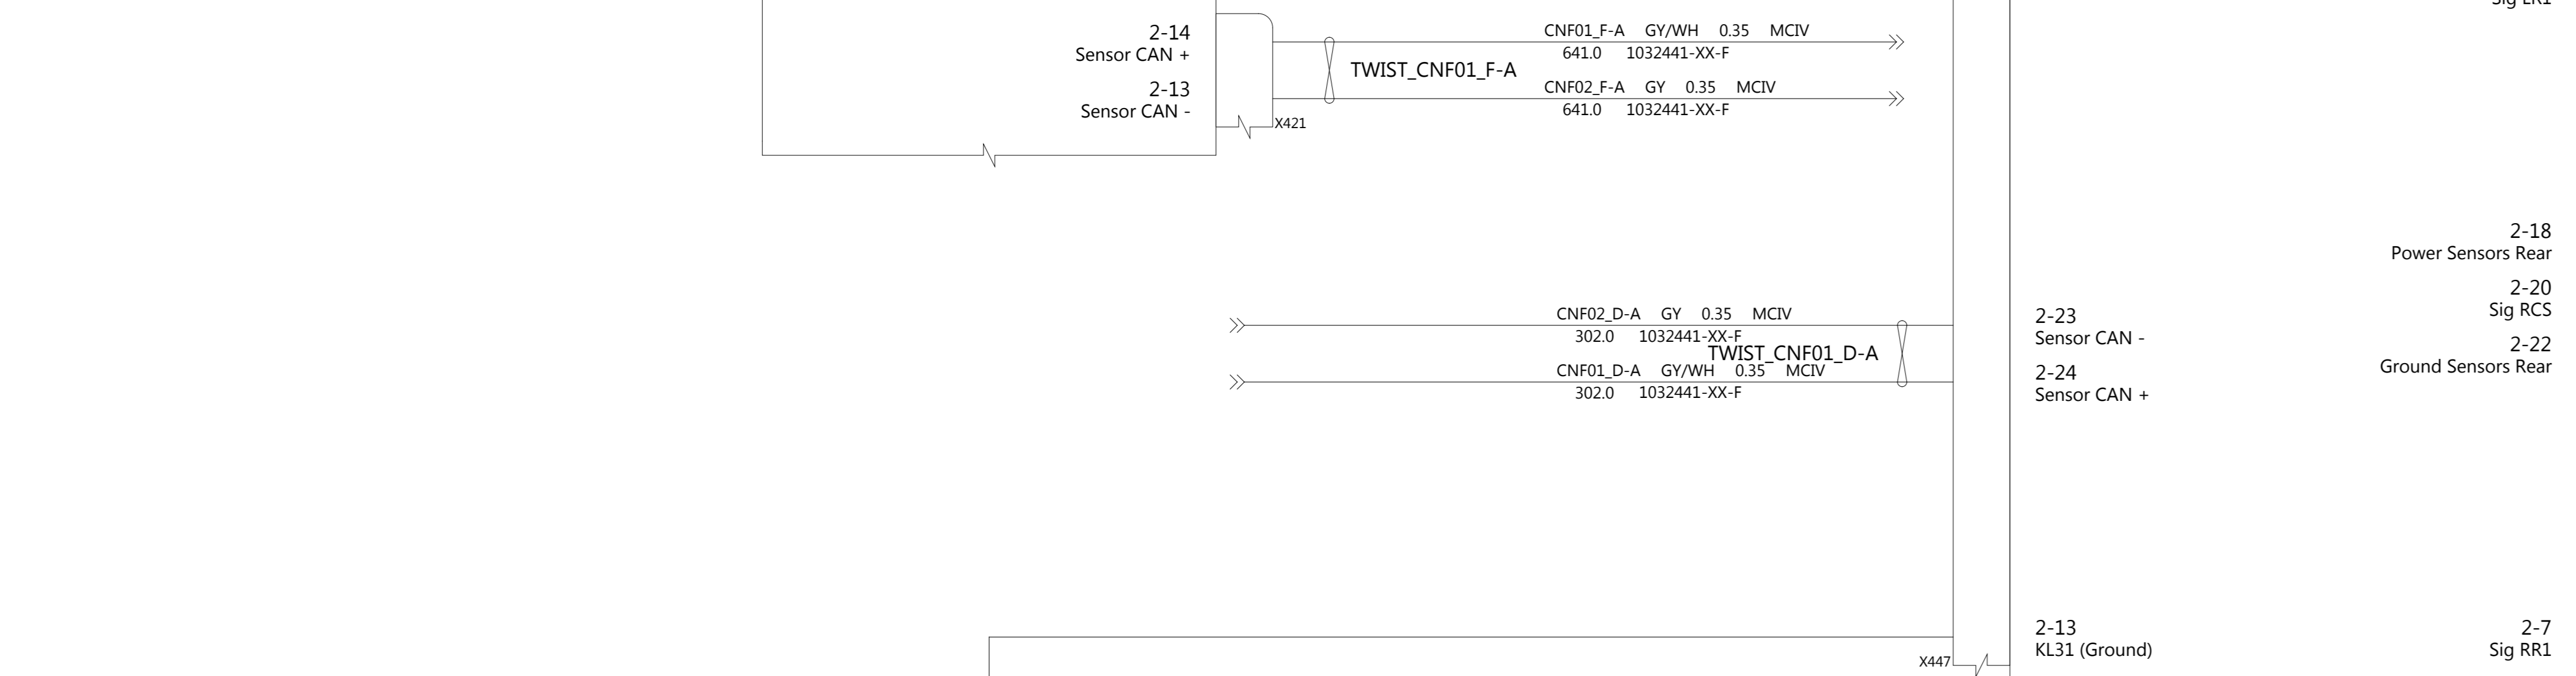 Sig LR1
2-14
Sensor CAN +
2-13
Sensor CAN -
CNF01_F-A GY/WH 0.35 MCIV
641.0 1032441-XX-F
TWIST_CNF01_F-A
CNF02_F-A GY 0.35 MCIV
641.0 1032441-XX-F
X421
2-18
Power Sensors Rear
2-20
Sig RCS
2-22
Ground Sensors Rear
CNF02_D-A GY 0.35 MCIV
302.0 1032441-XX-F
TWIST_CNF01_D-A
CNF01_D-A GY/WH 0.35 MCIV
302.0 1032441-XX-F
2-23
Sensor CAN -
2-24
Sensor CAN +
2-13
KL31 (Ground)
X447
2-7
Sig RR1